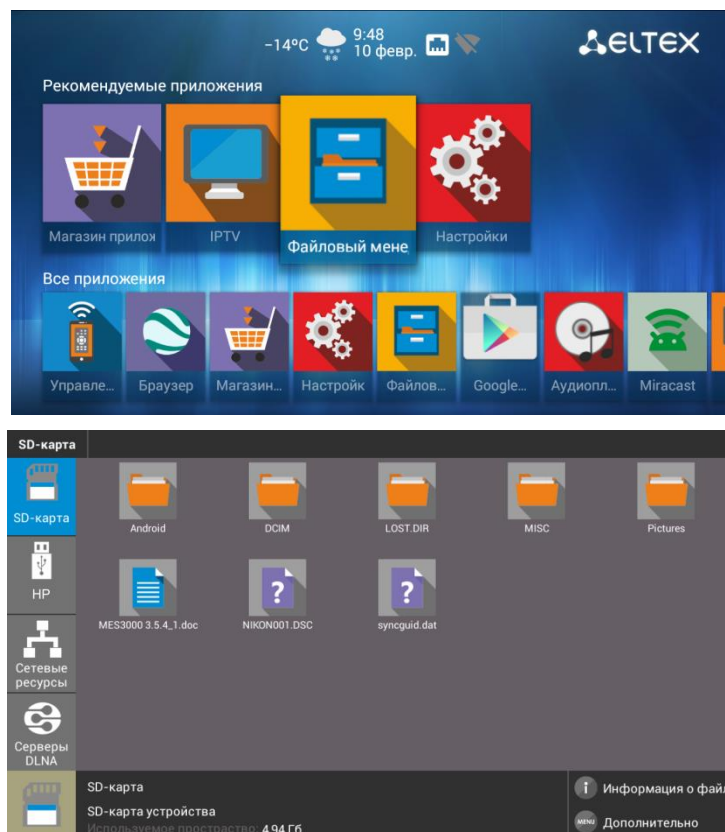 -14°C
9:48
10 февр.
ELTEX
Рекомендуемые приложения
Магазин прилож
IPTV
Файловый мене
Настройки
Все приложения
Управле...
Браузер
Магазин...
Настройк
Файлов...
Google...
Аудиопл...
Miracast
SD-карта
SD-карта
Android
DCIM
LOST.DIR
MISC
Pictures
HP
MES3000 3.5.4_1.doc
NIKON001.DSC
syncguid.dat
Сетевые
ресурсы
Серверы
DLNA
SD-карта
i Информация о фай
SD-карта устройства
Используемое простраство: 4.94 Гб
MENU Дополнительно